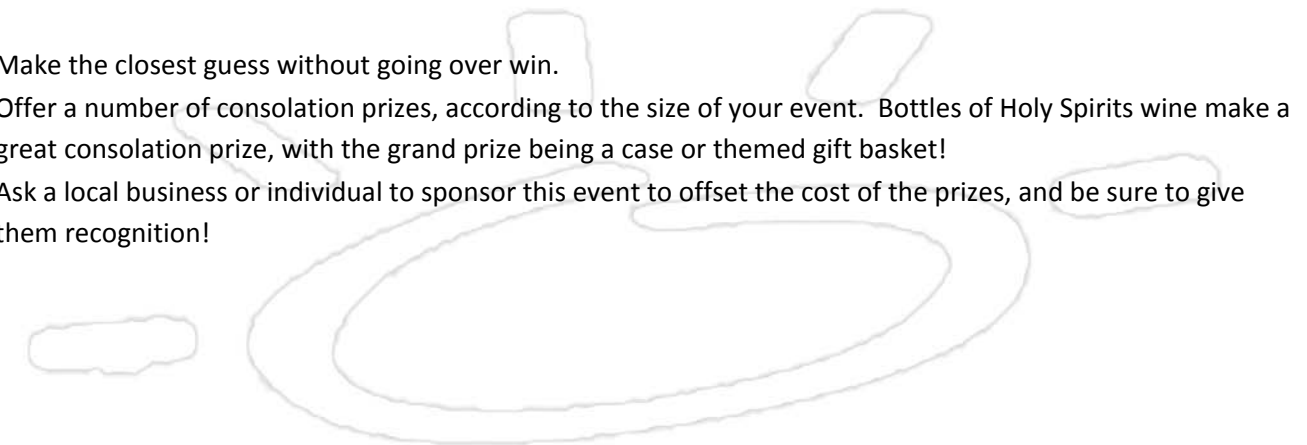 Make the closest guess without going over win.
Offer a number of consolation prizes, according to the size of your event.  Bottles of Holy Spirits wine make a
great consolation prize, with the grand prize being a case or themed gift basket!
Ask a local business or individual to sponsor this event to offset the cost of the prizes, and be sure to give
them recognition!